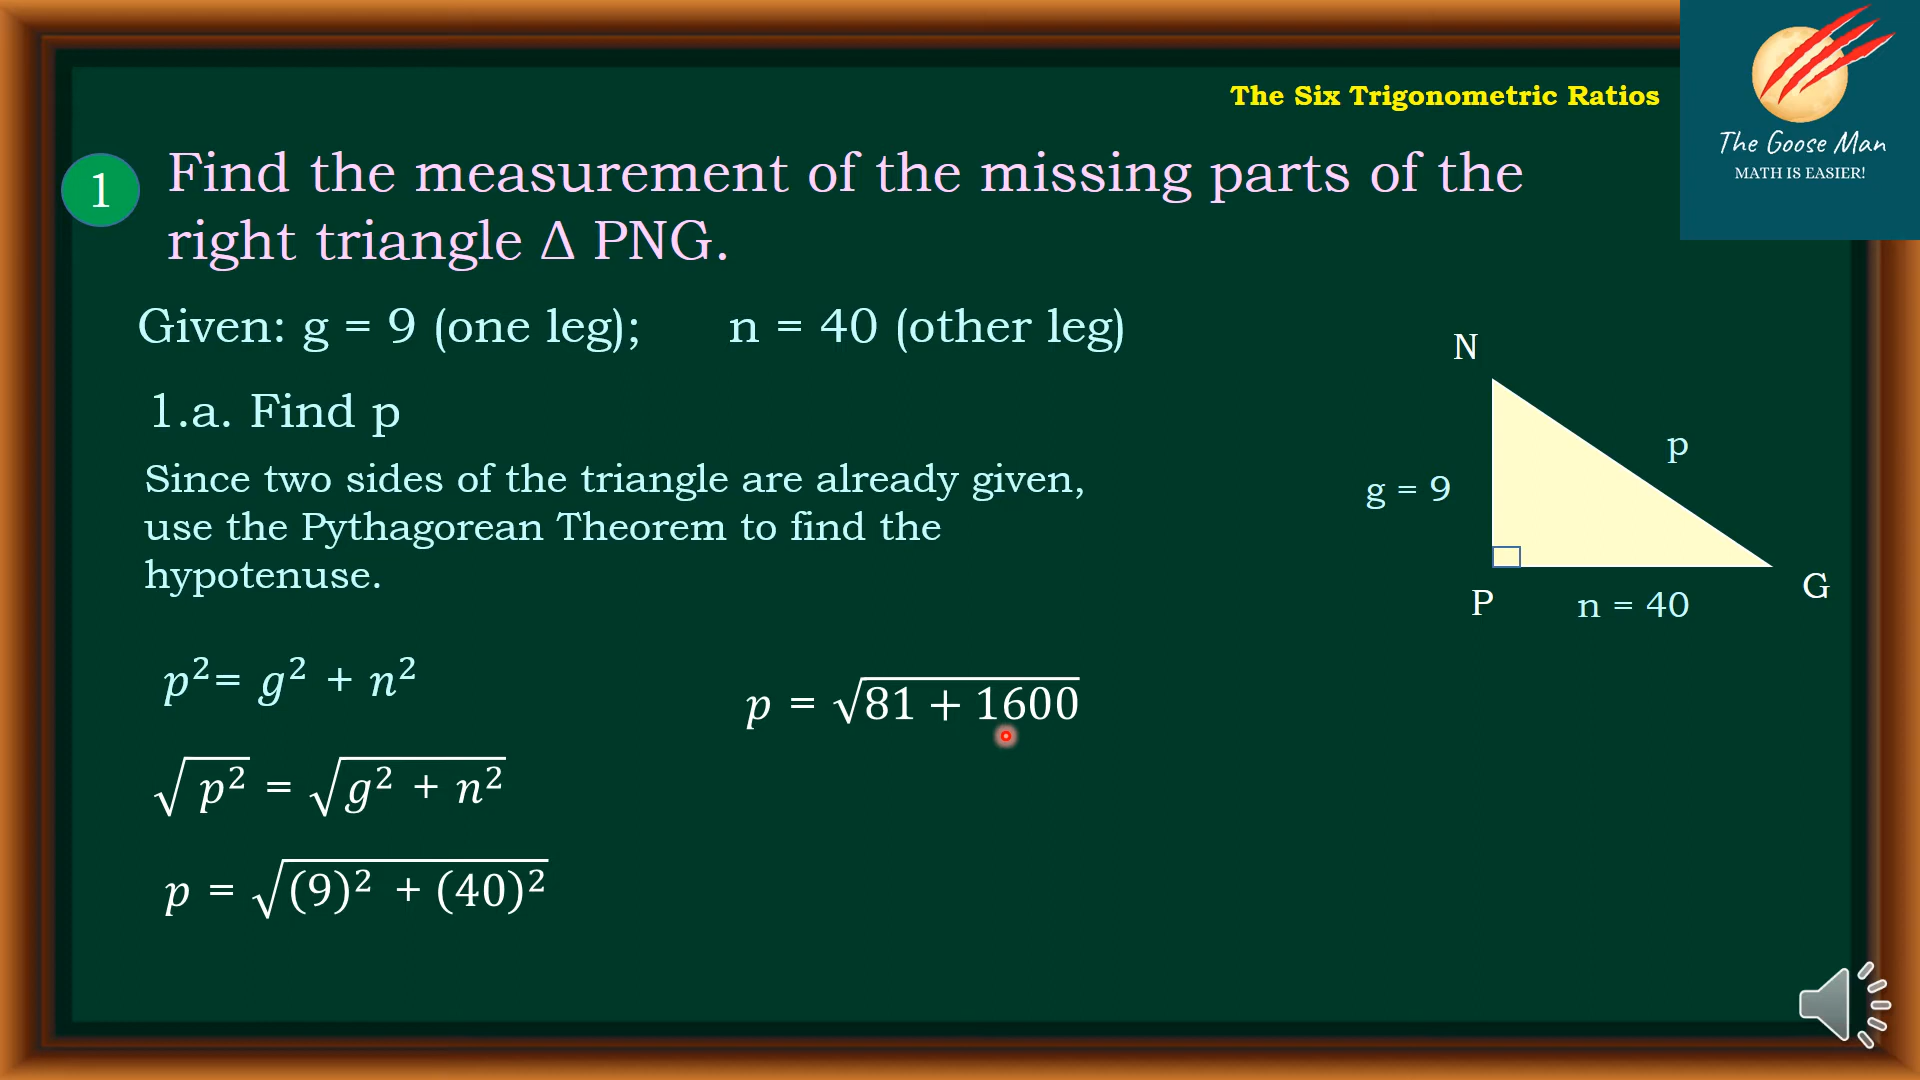 The Six Trigonometric Ratios
The Goose Man
MATH IS EASIER!
1
Find the measurement of the missing parts of the
right triangle Δ PNG.
Given: g = 9 (one leg); n = 40 (other leg)
1.a. Find p
Since two sides of the triangle are already given,
use the Pythagorean Theorem to find the
hypotenuse.
p² = g² + n²
√p² = √(g² + n²)
p = √((9)² + (40)²)
p = √(81 + 1600)
N
p
g = 9
P
n = 40
G